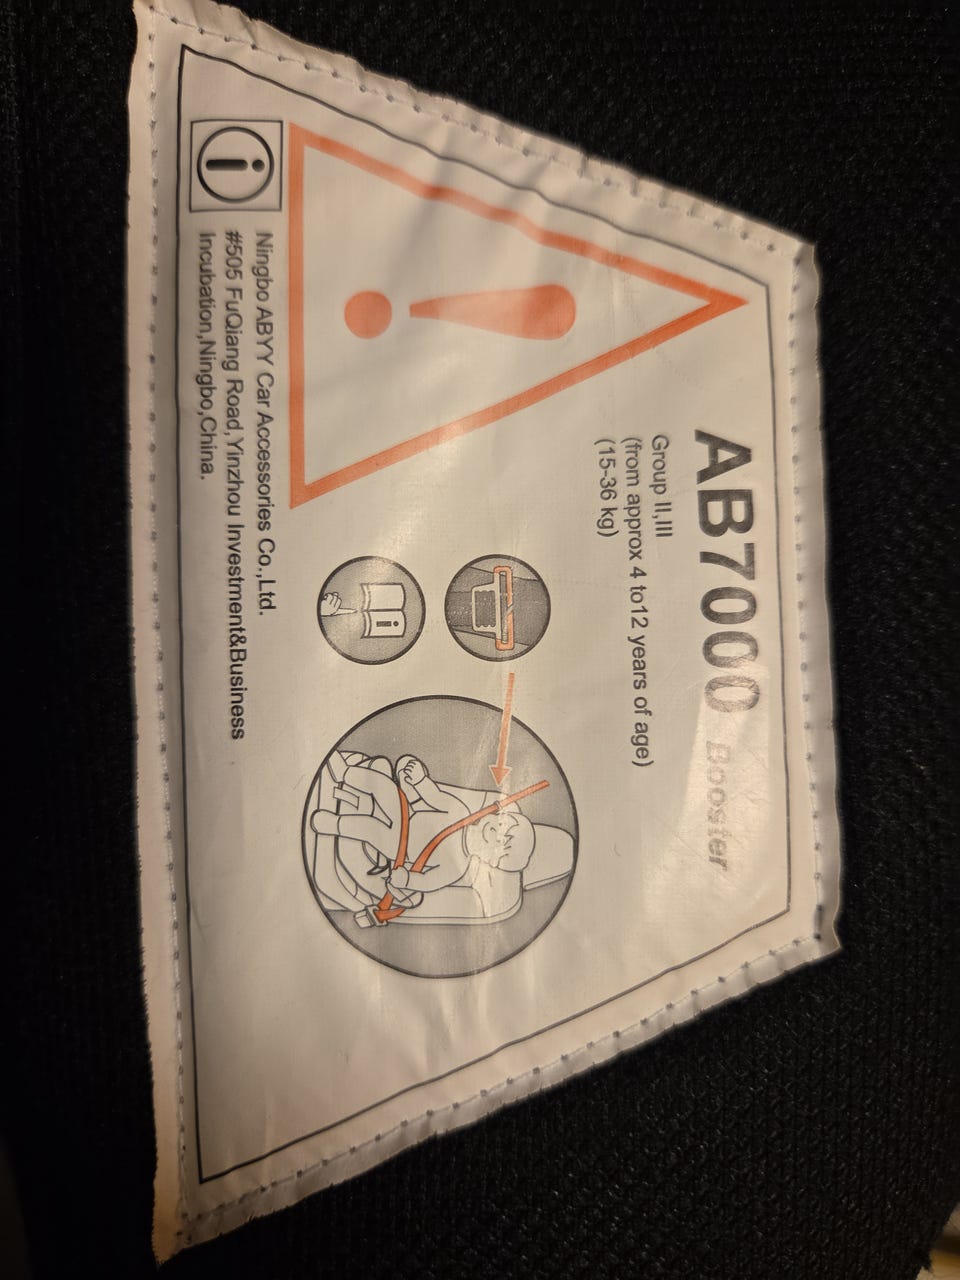 AB7000 Booster
Group II,III
(from approx 4 to12 years of age)
(15-36 kg)
Ningbo ABYY Car Accessories Co.,Ltd.
#505 FuQiang Road,Yinzhou Investment&Business
Incubation,Ningbo,China.